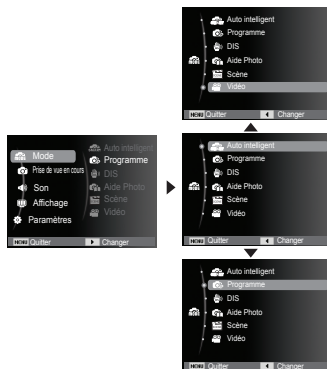 Mode
Prise de vue en cours
Son
Affichage
Paramètres
Auto intelligent
Programme
DIS
Aide Photo
Scène
Vidéo
MENU Quitter Changer
Auto intelligent
Programme
DIS
Aide Photo
Scène
Vidéo
MENU Quitter Changer
Auto intelligent
Programme
DIS
Aide Photo
Scène
Vidéo
MENU Quitter Changer
Auto intelligent
Programme
DIS
Aide Photo
Scène
Vidéo
MENU Quitter Changer